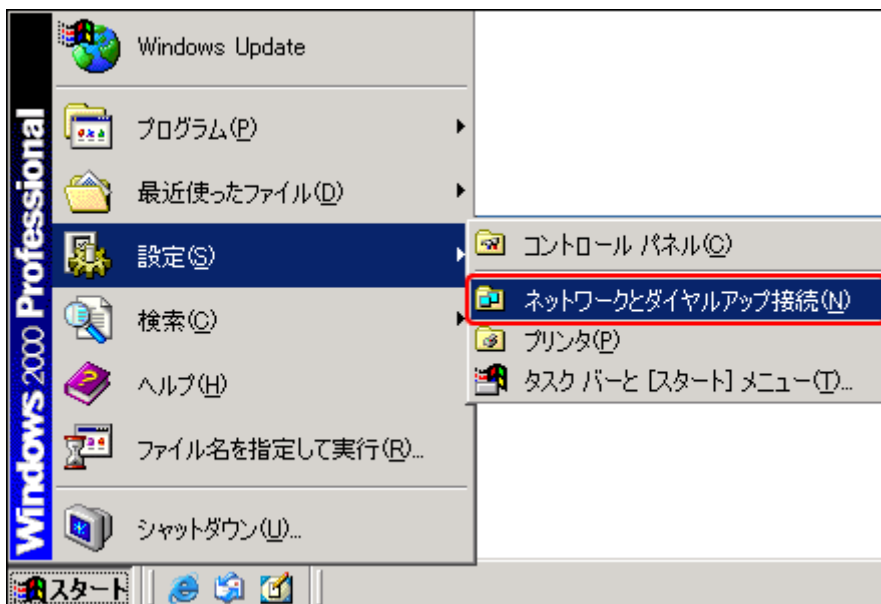 Windows Update
プログラム(P)
最近使ったファイル(D)
設定(S)
検索(C)
ヘルプ(H)
ファイル名を指定して実行(R)...
シャットダウン(U)...
コントロール パネル(C)
ネットワークとダイヤルアップ接続(N)
プリンタ(P)
タスク バーと [スタート] メニュー(T)...
Windows 2000 Professional
スタート